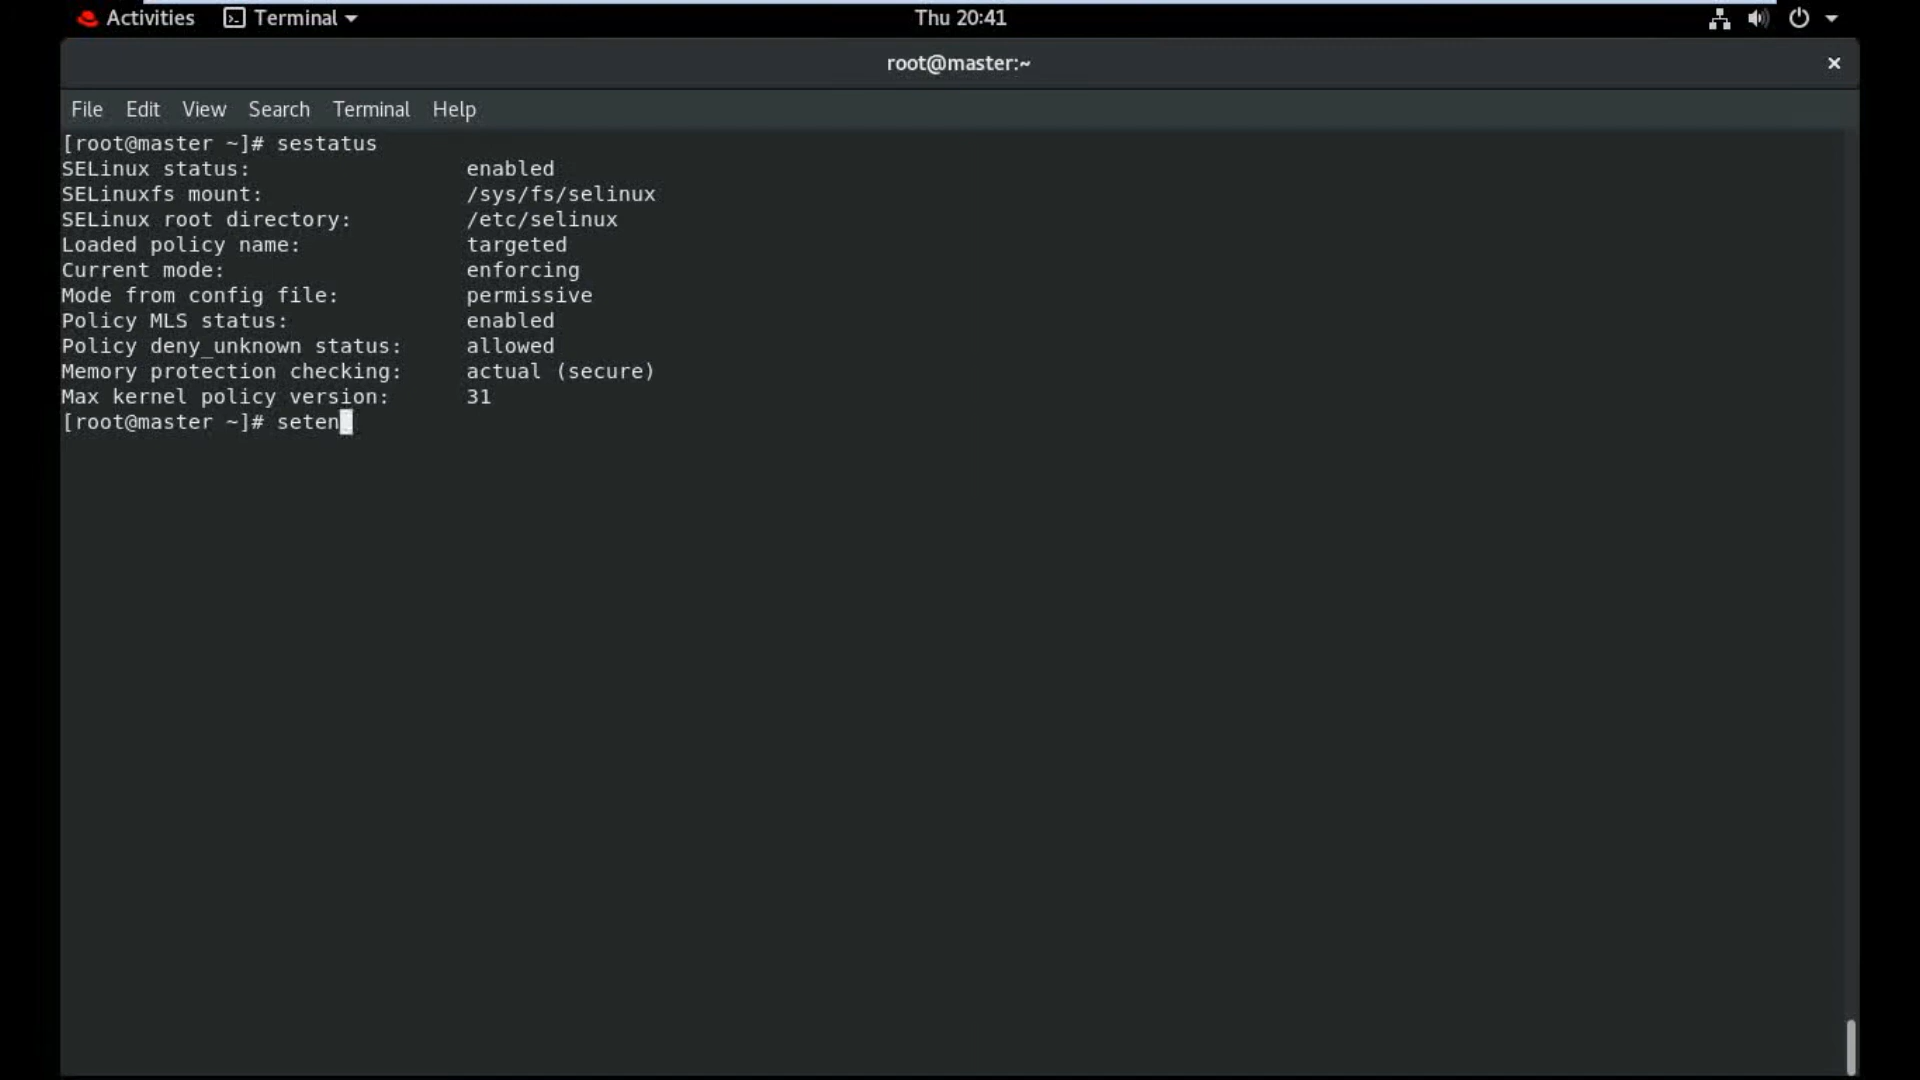 Activities Terminal Thu 20:41
root@master:~ ×
File Edit View Search Terminal Help
[root@master ~]# sestatus
SELinux status: enabled
SELinuxfs mount: /sys/fs/selinux
SELinux root directory: /etc/selinux
Loaded policy name: targeted
Current mode: enforcing
Mode from config file: permissive
Policy MLS status: enabled
Policy deny_unknown status: allowed
Memory protection checking: actual (secure)
Max kernel policy version: 31
[root@master ~]# seten